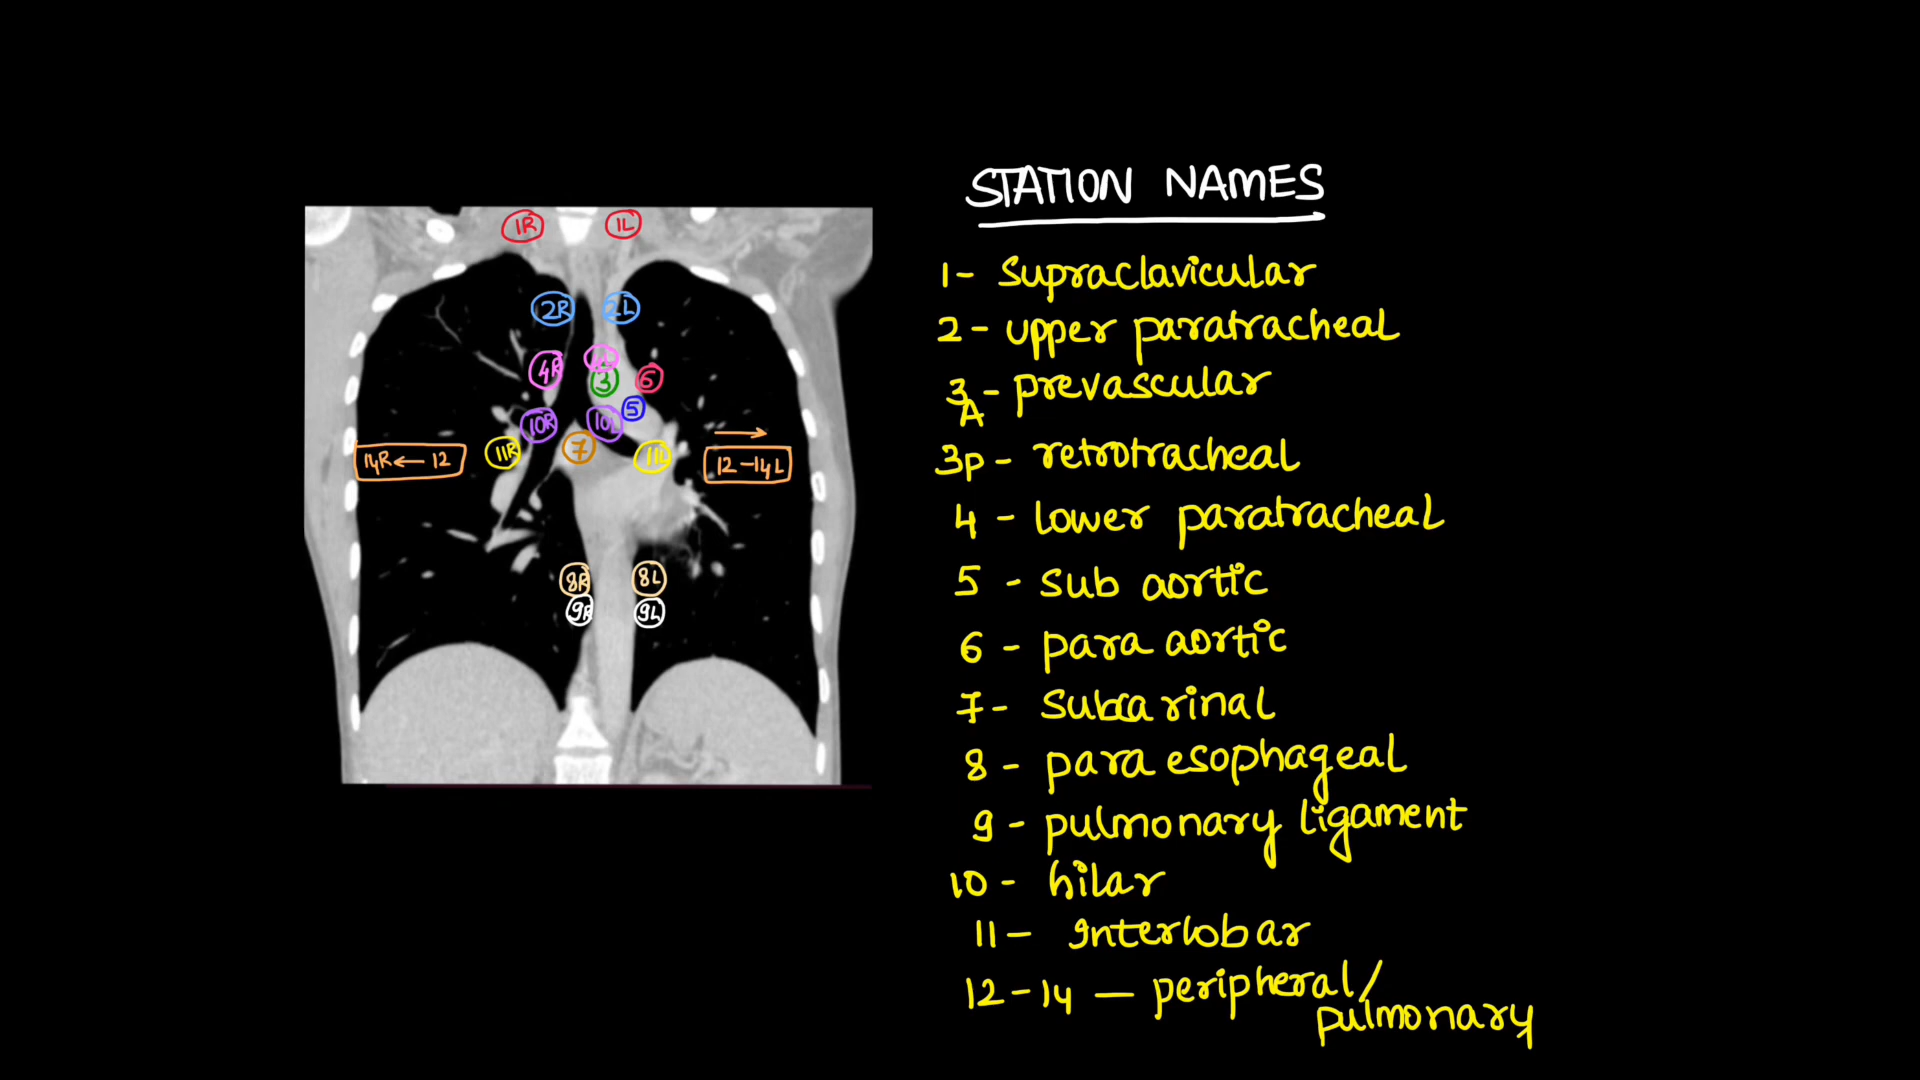 STATION NAMES
1R 1L
2R 2L
4R 4L
3 6
5
10R 10L
7
11R 11L
14R ← 12
12-14L
8R 8L
9R 9L
1- Supraclavicular
2 - upper paratracheal
3A - prevascular
3p - retrotracheal
4 - lower paratracheal
5 - sub aortic
6 - para aortic
7 - subcarinal
8 - para esophageal
9 - pulmonary ligament
10 - hilar
11 - Interlobar
12-14 — peripheral/
pulmonary